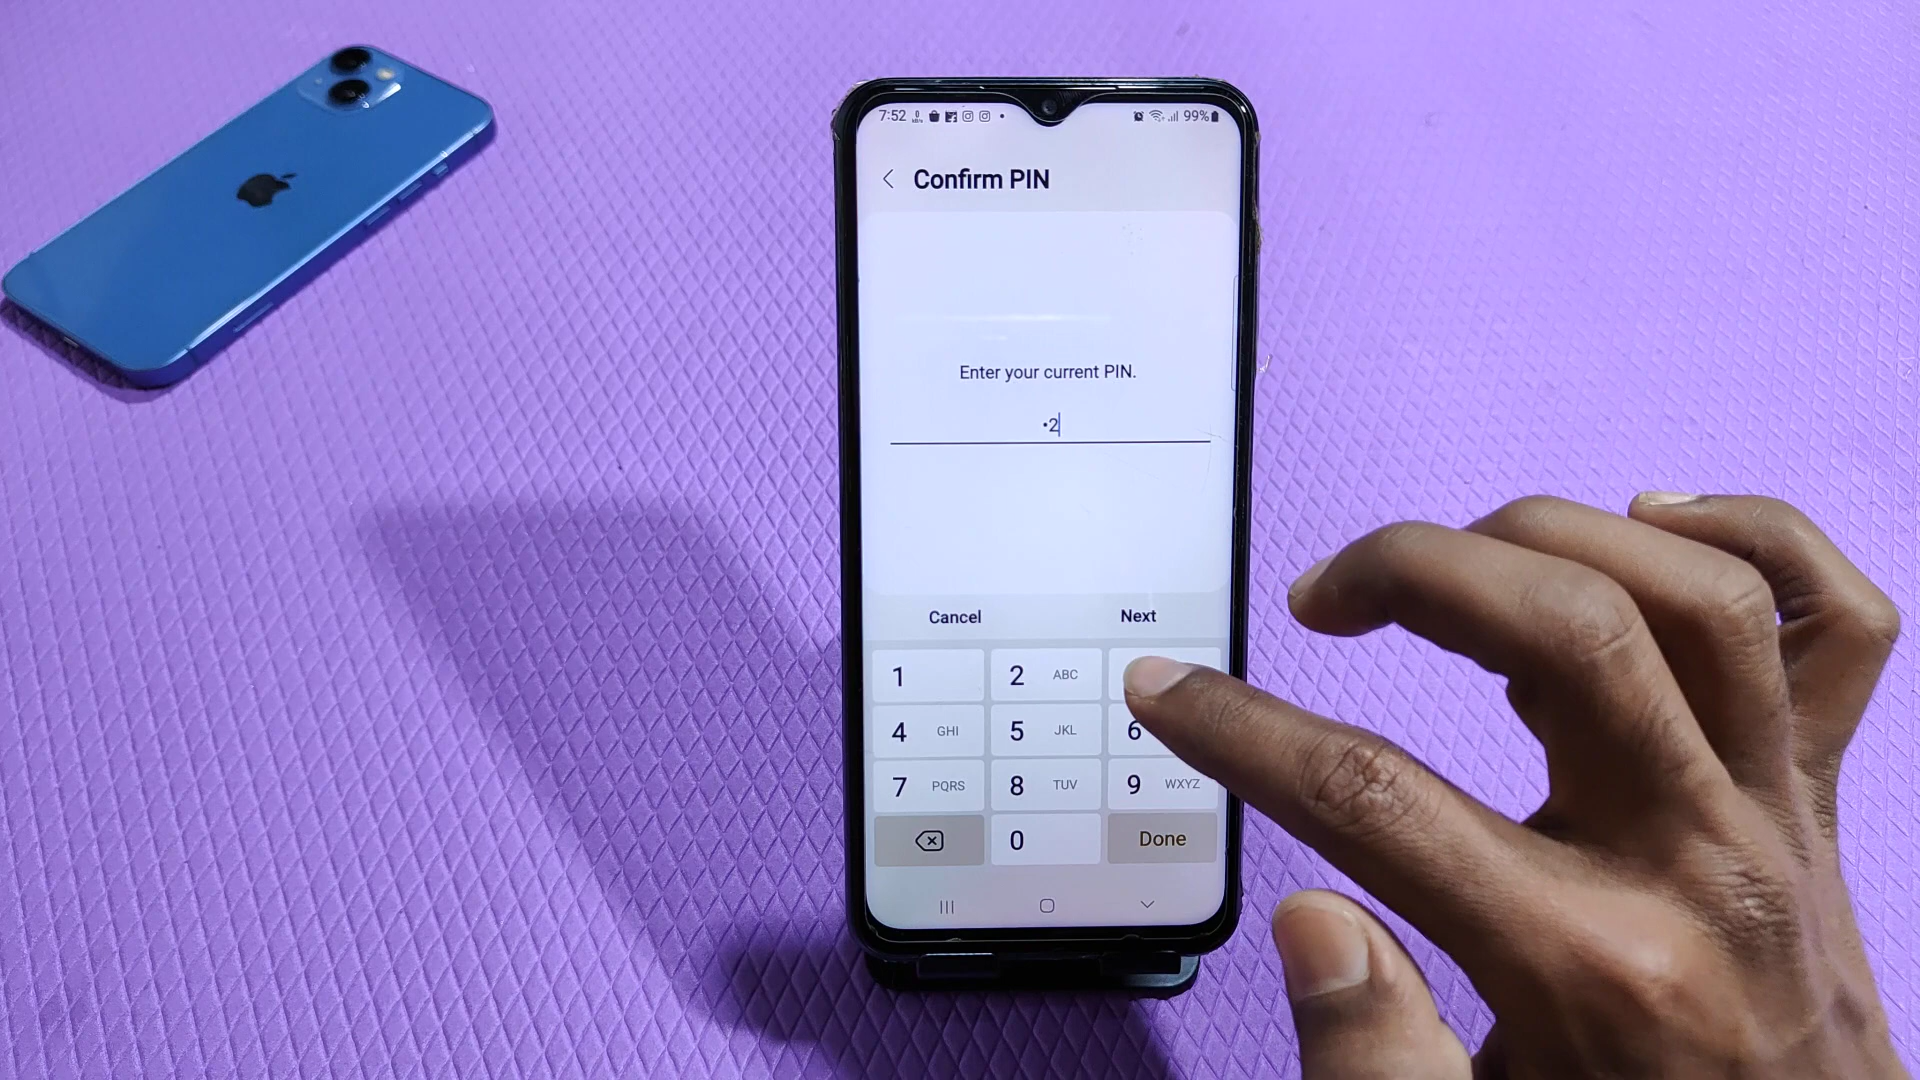 7:52 99%
Confirm PIN
Enter your current PIN.
•2
Cancel Next
1 2 ABC
4 GHI 5 JKL 6
7 PQRS 8 TUV 9 WXYZ
0 Done